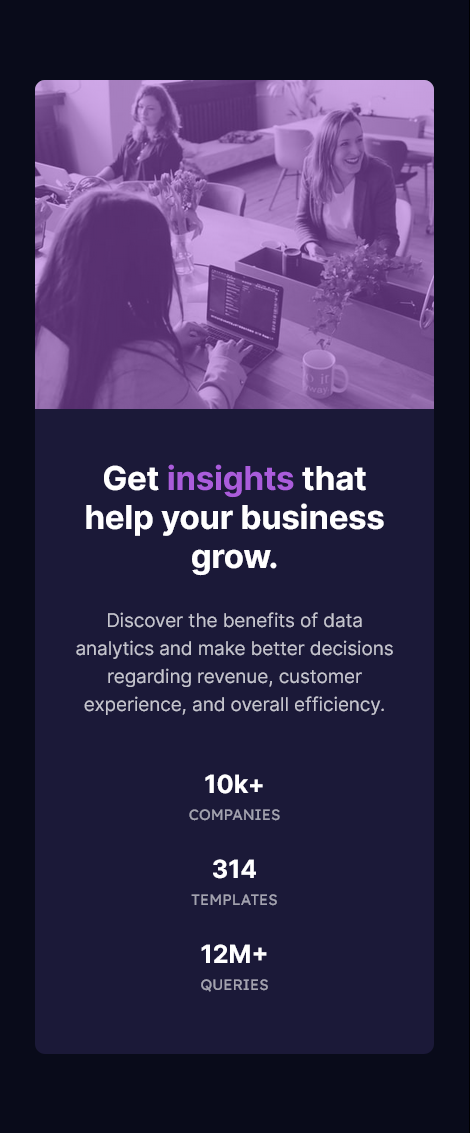 Get insights that
help your business
grow.
Discover the benefits of data
analytics and make better decisions
regarding revenue, customer
experience, and overall efficiency.
10k+
COMPANIES
314
TEMPLATES
12M+
QUERIES